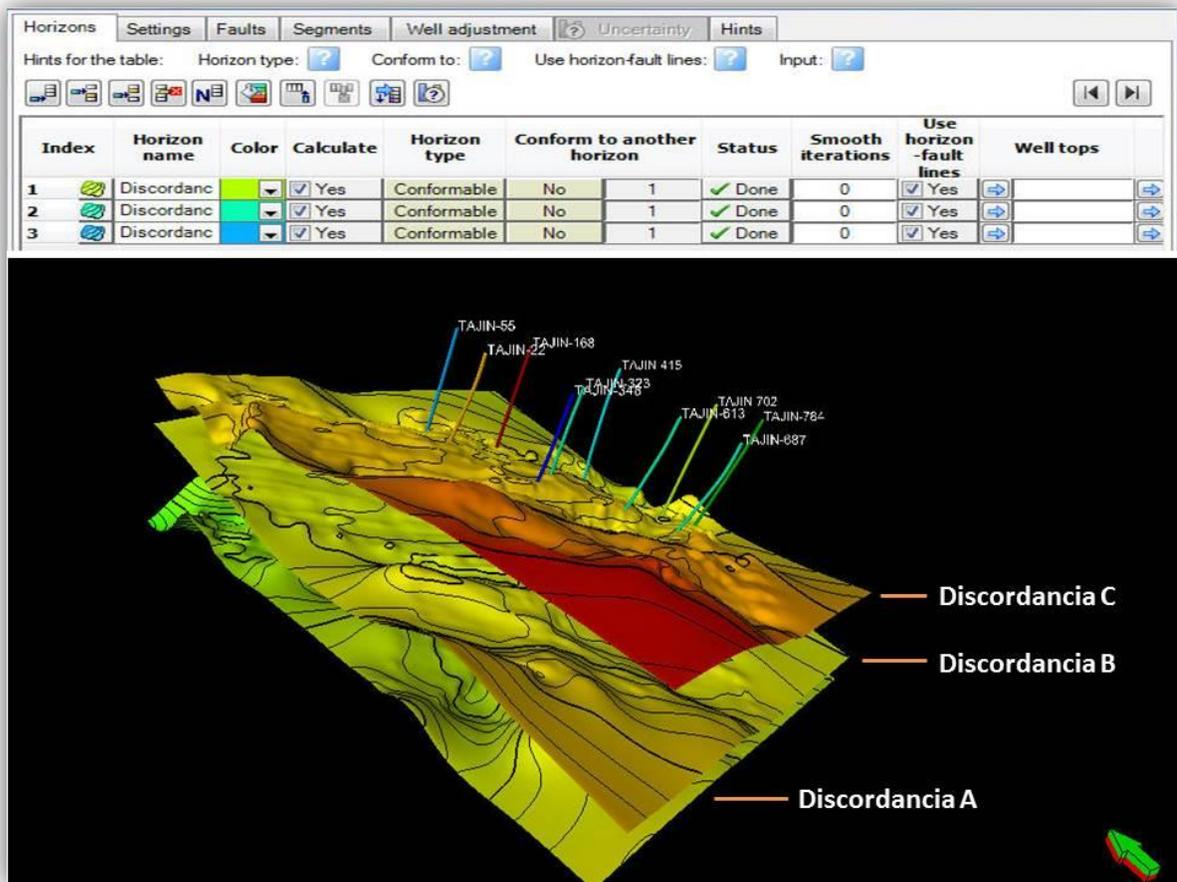 Horizons Settings Faults Segments Well adjustment Uncertainty Hints
Hints for the table: Horizon type: ? Conform to: ? Use horizon-fault lines: ? Input: ?
Index Horizon name Color Calculate Horizon type Conform to another horizon Status Smooth iterations Use horizon -fault lines Well tops
1 Discordanc Yes Conformable No 1 Done 0 Yes
2 Discordanc Yes Conformable No 1 Done 0 Yes
3 Discordanc Yes Conformable No 1 Done 0 Yes
TAJIN-55
TAJIN-22 TAJIN-168
TAJIN 415
TAJIN-323
TAJIN-348
TAJIN 702
TAJIN-613 TAJIN-784
TAJIN-687
Discordancia C
Discordancia B
Discordancia A